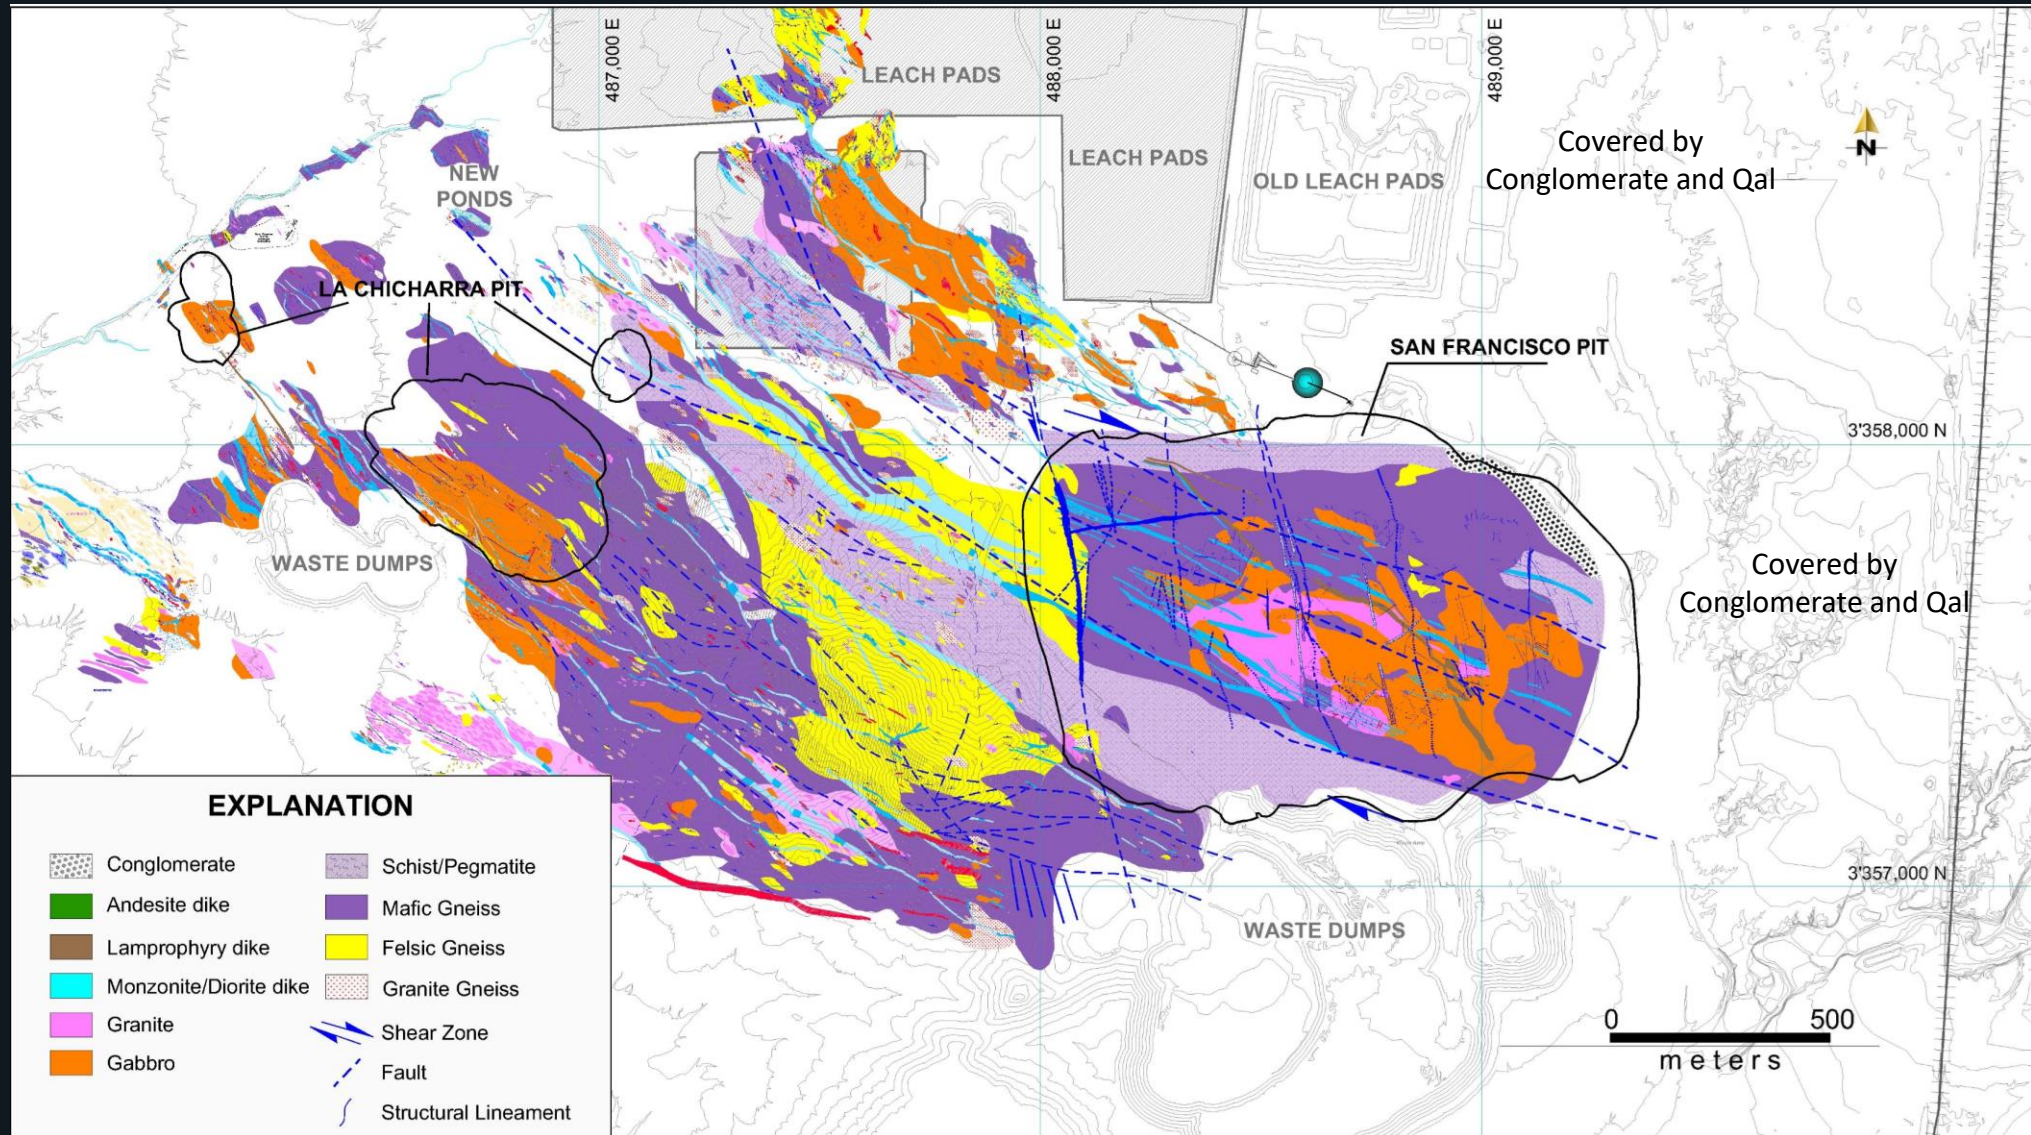 487,000 E
488,000 E
489,000 E
LEACH PADS
LEACH PADS
OLD LEACH PADS
Covered by
Conglomerate and Qal
N
NEW
PONDS
LA CHICHARRA PIT
SAN FRANCISCO PIT
3'358,000 N
WASTE DUMPS
Covered by
Conglomerate and Qal
3'357,000 N
WASTE DUMPS
EXPLANATION
Conglomerate
Andesite dike
Lamprophyry dike
Monzonite/Diorite dike
Granite
Gabbro
Schist/Pegmatite
Mafic Gneiss
Felsic Gneiss
Granite Gneiss
Shear Zone
Fault
Structural Lineament
0 500
meters